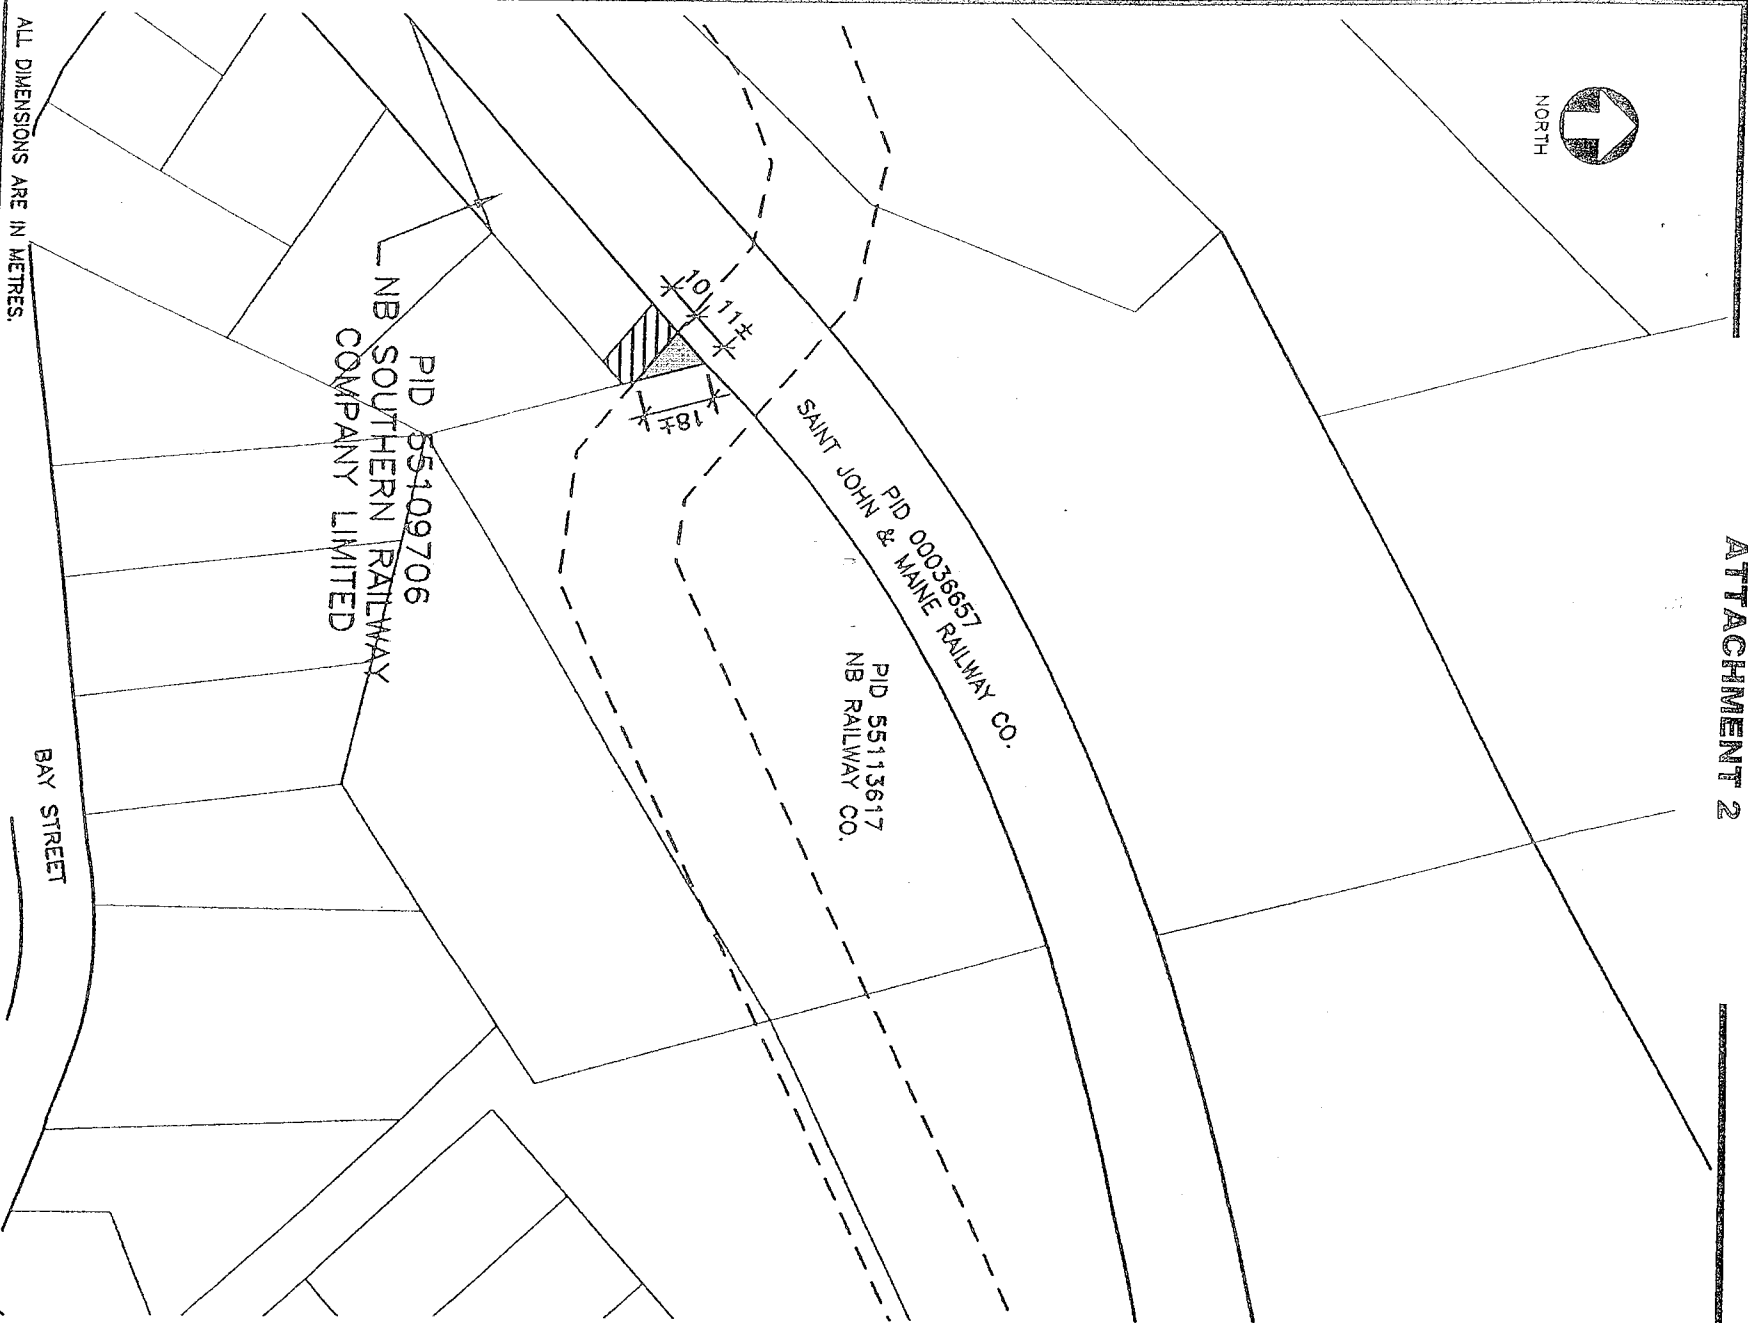 ATTACHMENT 2
NORTH
SAINT JOHN & MAINE RAILWAY CO.
PID 00036657
PID 55113617
NB RAILWAY CO.
10
11±
18±
PID 55109706
NB SOUTHERN RAILWAY
COMPANY LIMITED
BAY STREET
ALL DIMENSIONS ARE IN METRES.